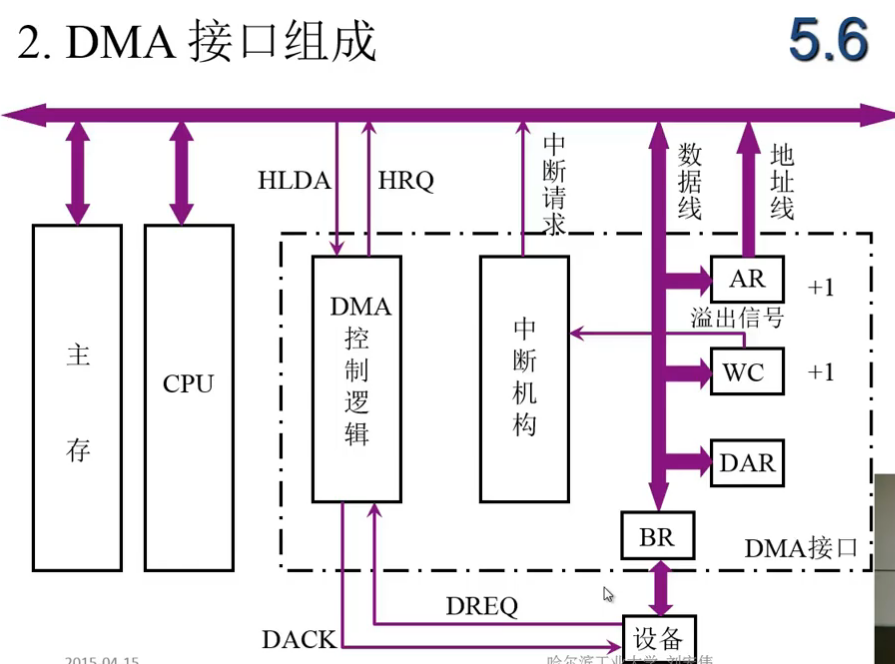 2. DMA 接口组成
5.6
HLDA
HRQ
中断请求
数据线
地址线
主存
CPU
DMA控制逻辑
中断机构
AR
+1
溢出信号
WC
+1
DAR
BR
DMA接口
DREQ
DACK
设备
2015.04.15
哈尔滨工业大学 刘宏伟